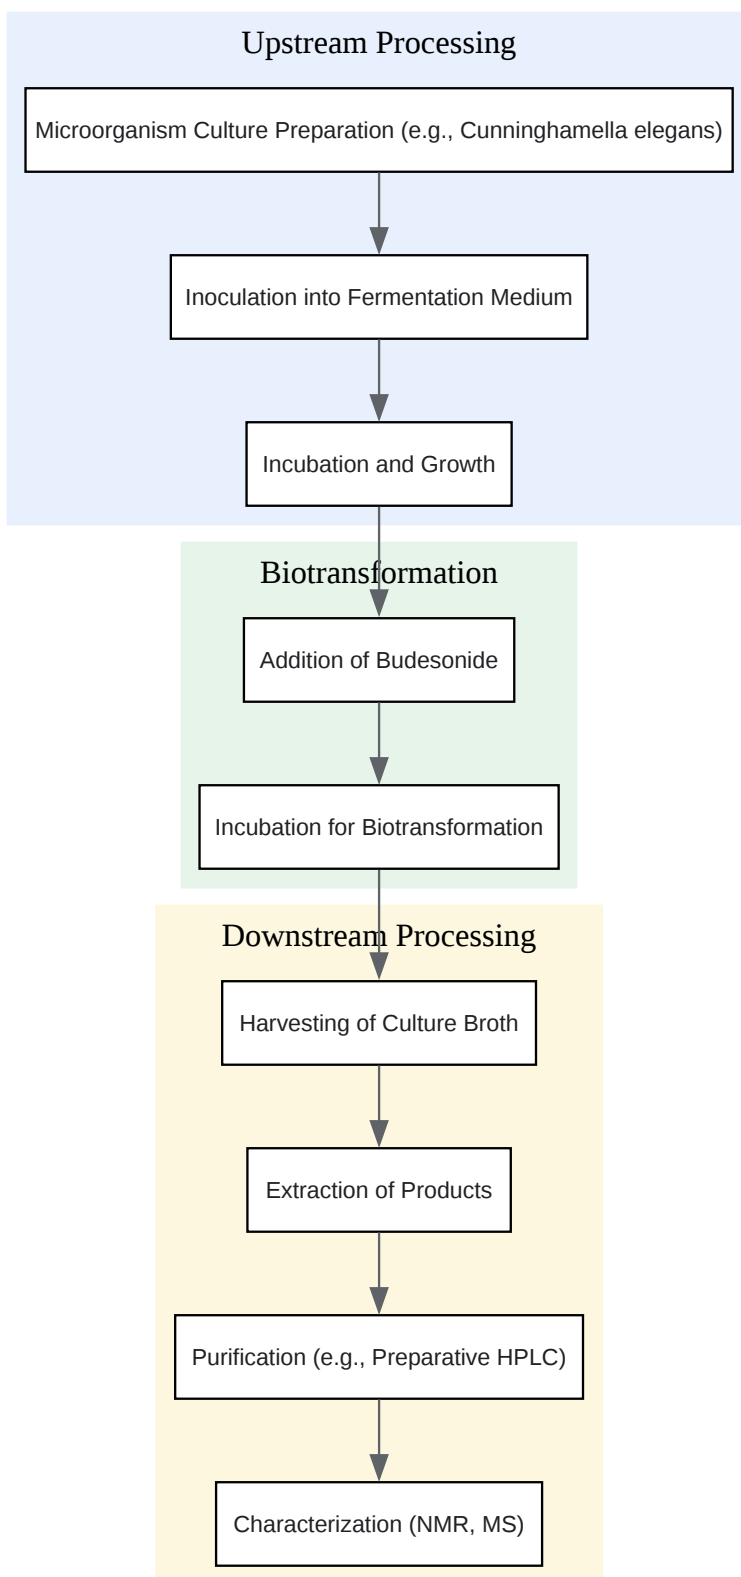 Upstream Processing
Microorganism Culture Preparation (e.g., Cunninghamella elegans)
Inoculation into Fermentation Medium
Incubation and Growth
Biotransformation
Addition of Budesonide
Incubation for Biotransformation
Downstream Processing
Harvesting of Culture Broth
Extraction of Products
Purification (e.g., Preparative HPLC)
Characterization (NMR, MS)